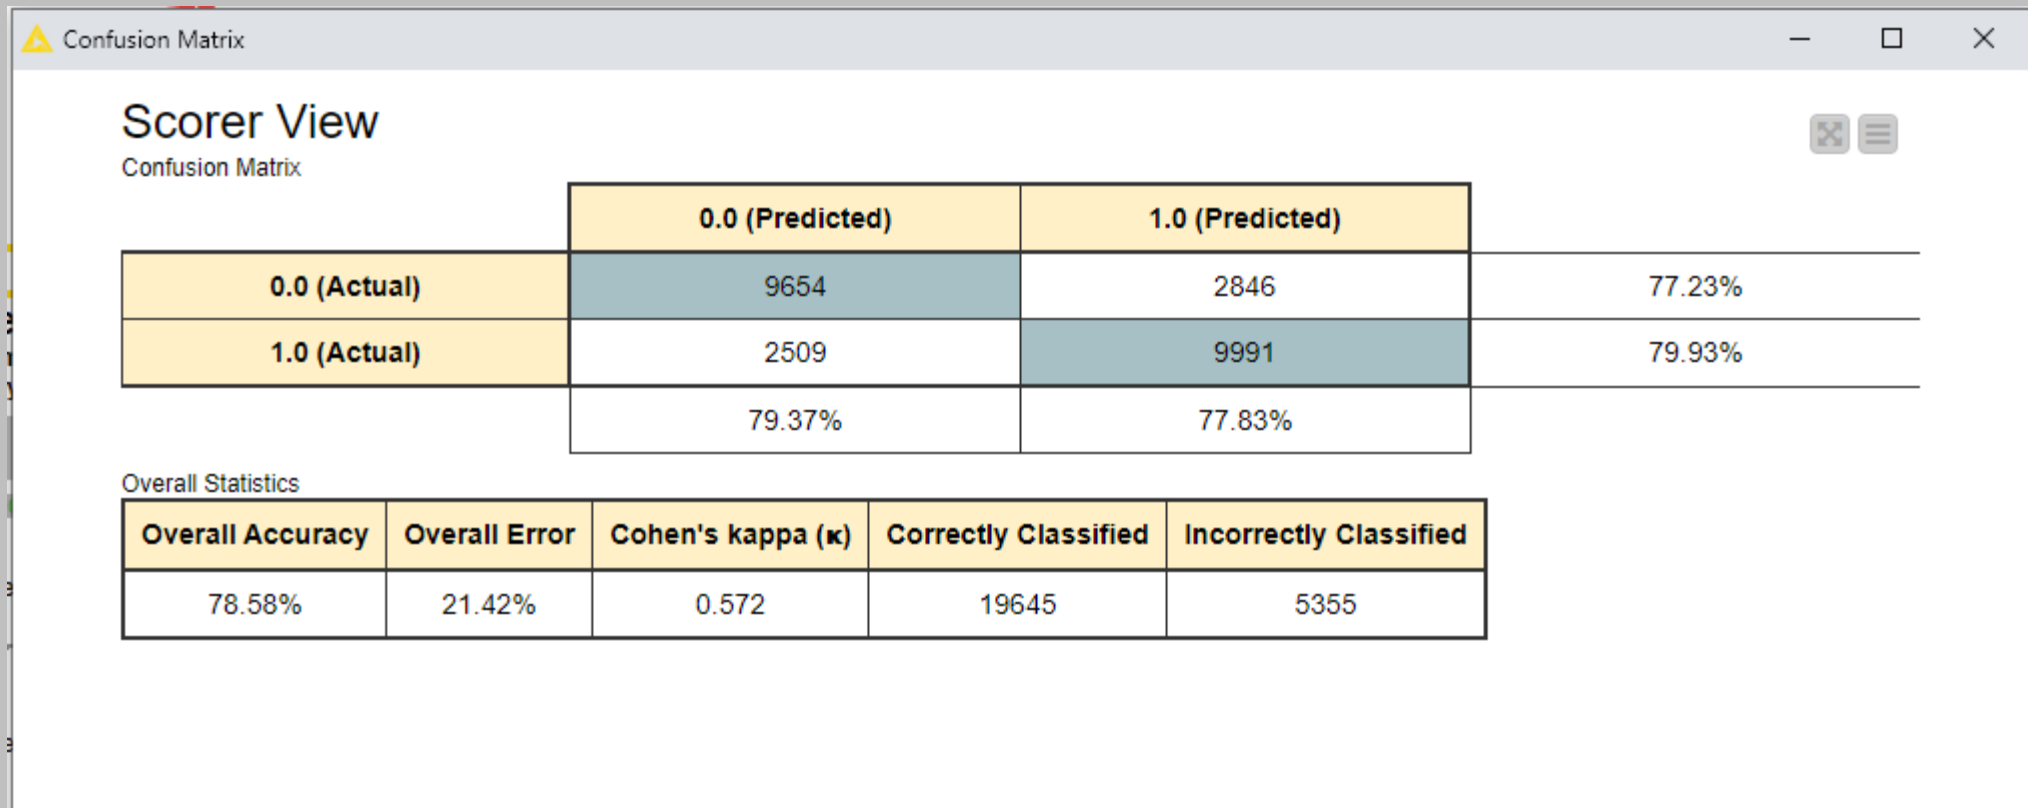 Confusion Matrix
Scorer View
Confusion Matrix
0.0 (Predicted) 1.0 (Predicted)
0.0 (Actual) 9654 2846 77.23%
1.0 (Actual) 2509 9991 79.93%
79.37% 77.83%
Overall Statistics
Overall Accuracy Overall Error Cohen's kappa (κ) Correctly Classified Incorrectly Classified
78.58% 21.42% 0.572 19645 5355